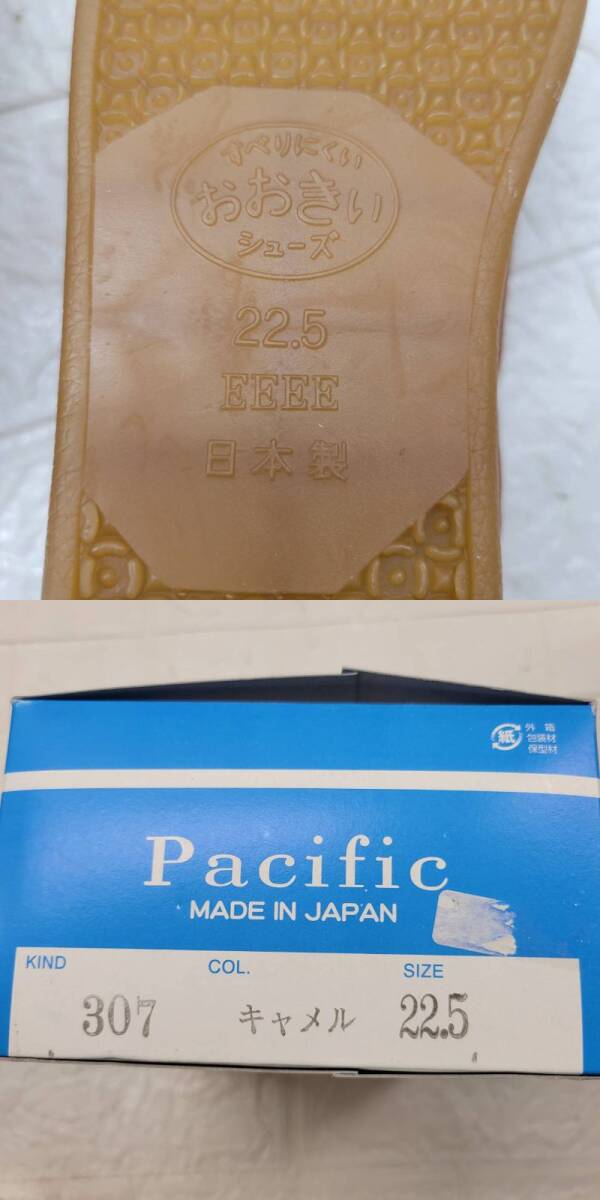 すべりにくい
おおきい
シューズ
22.5
EEEE
日本製
紙
外箱
包装材
保型材
Pacific
MADE IN JAPAN
KIND COL. SIZE
307 キャメル 22.5